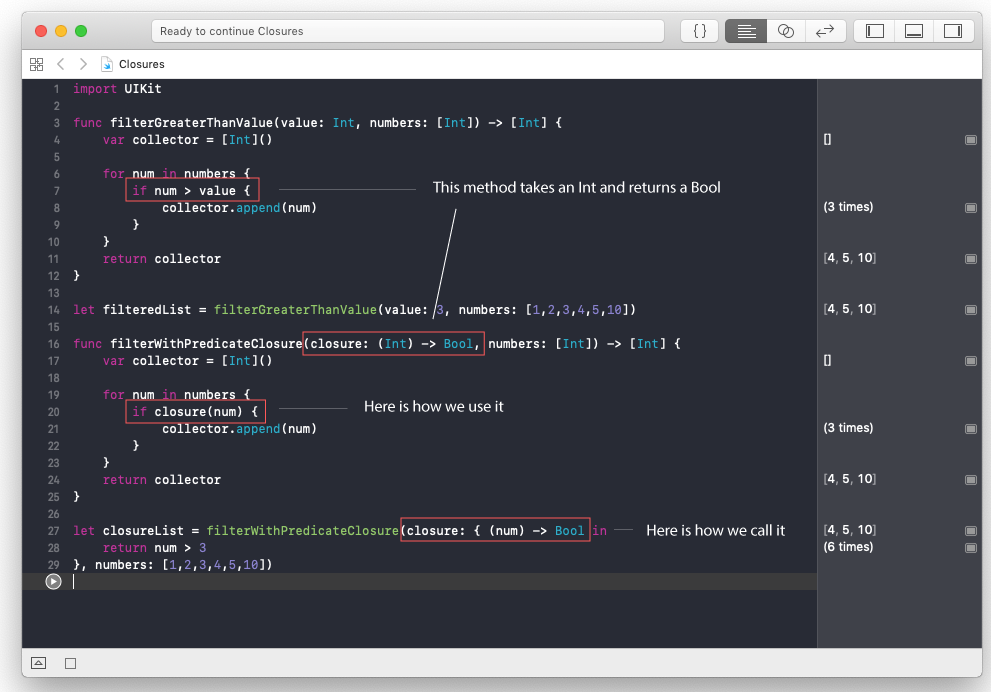 Ready to continue Closures
{}
Closures
1 import UIKit
2
3 func filterGreaterThanValue(value: Int, numbers: [Int]) -> [Int] {
4 var collector = [Int]() []
5
6 for num in numbers {
7 if num > value { This method takes an Int and returns a Bool
8 collector.append(num) (3 times)
9 }
10 }
11 return collector [4, 5, 10]
12 }
13
14 let filteredList = filterGreaterThanValue(value: 3, numbers: [1,2,3,4,5,10]) [4, 5, 10]
15
16 func filterWithPredicateClosure(closure: (Int) -> Bool, numbers: [Int]) -> [Int] {
17 var collector = [Int]() []
18
19 for num in numbers {
20 if closure(num) { Here is how we use it
21 collector.append(num) (3 times)
22 }
23 }
24 return collector [4, 5, 10]
25 }
26
27 let closureList = filterWithPredicateClosure(closure: { (num) -> Bool in Here is how we call it [4, 5, 10]
28 return num > 3 (6 times)
29 }, numbers: [1,2,3,4,5,10])